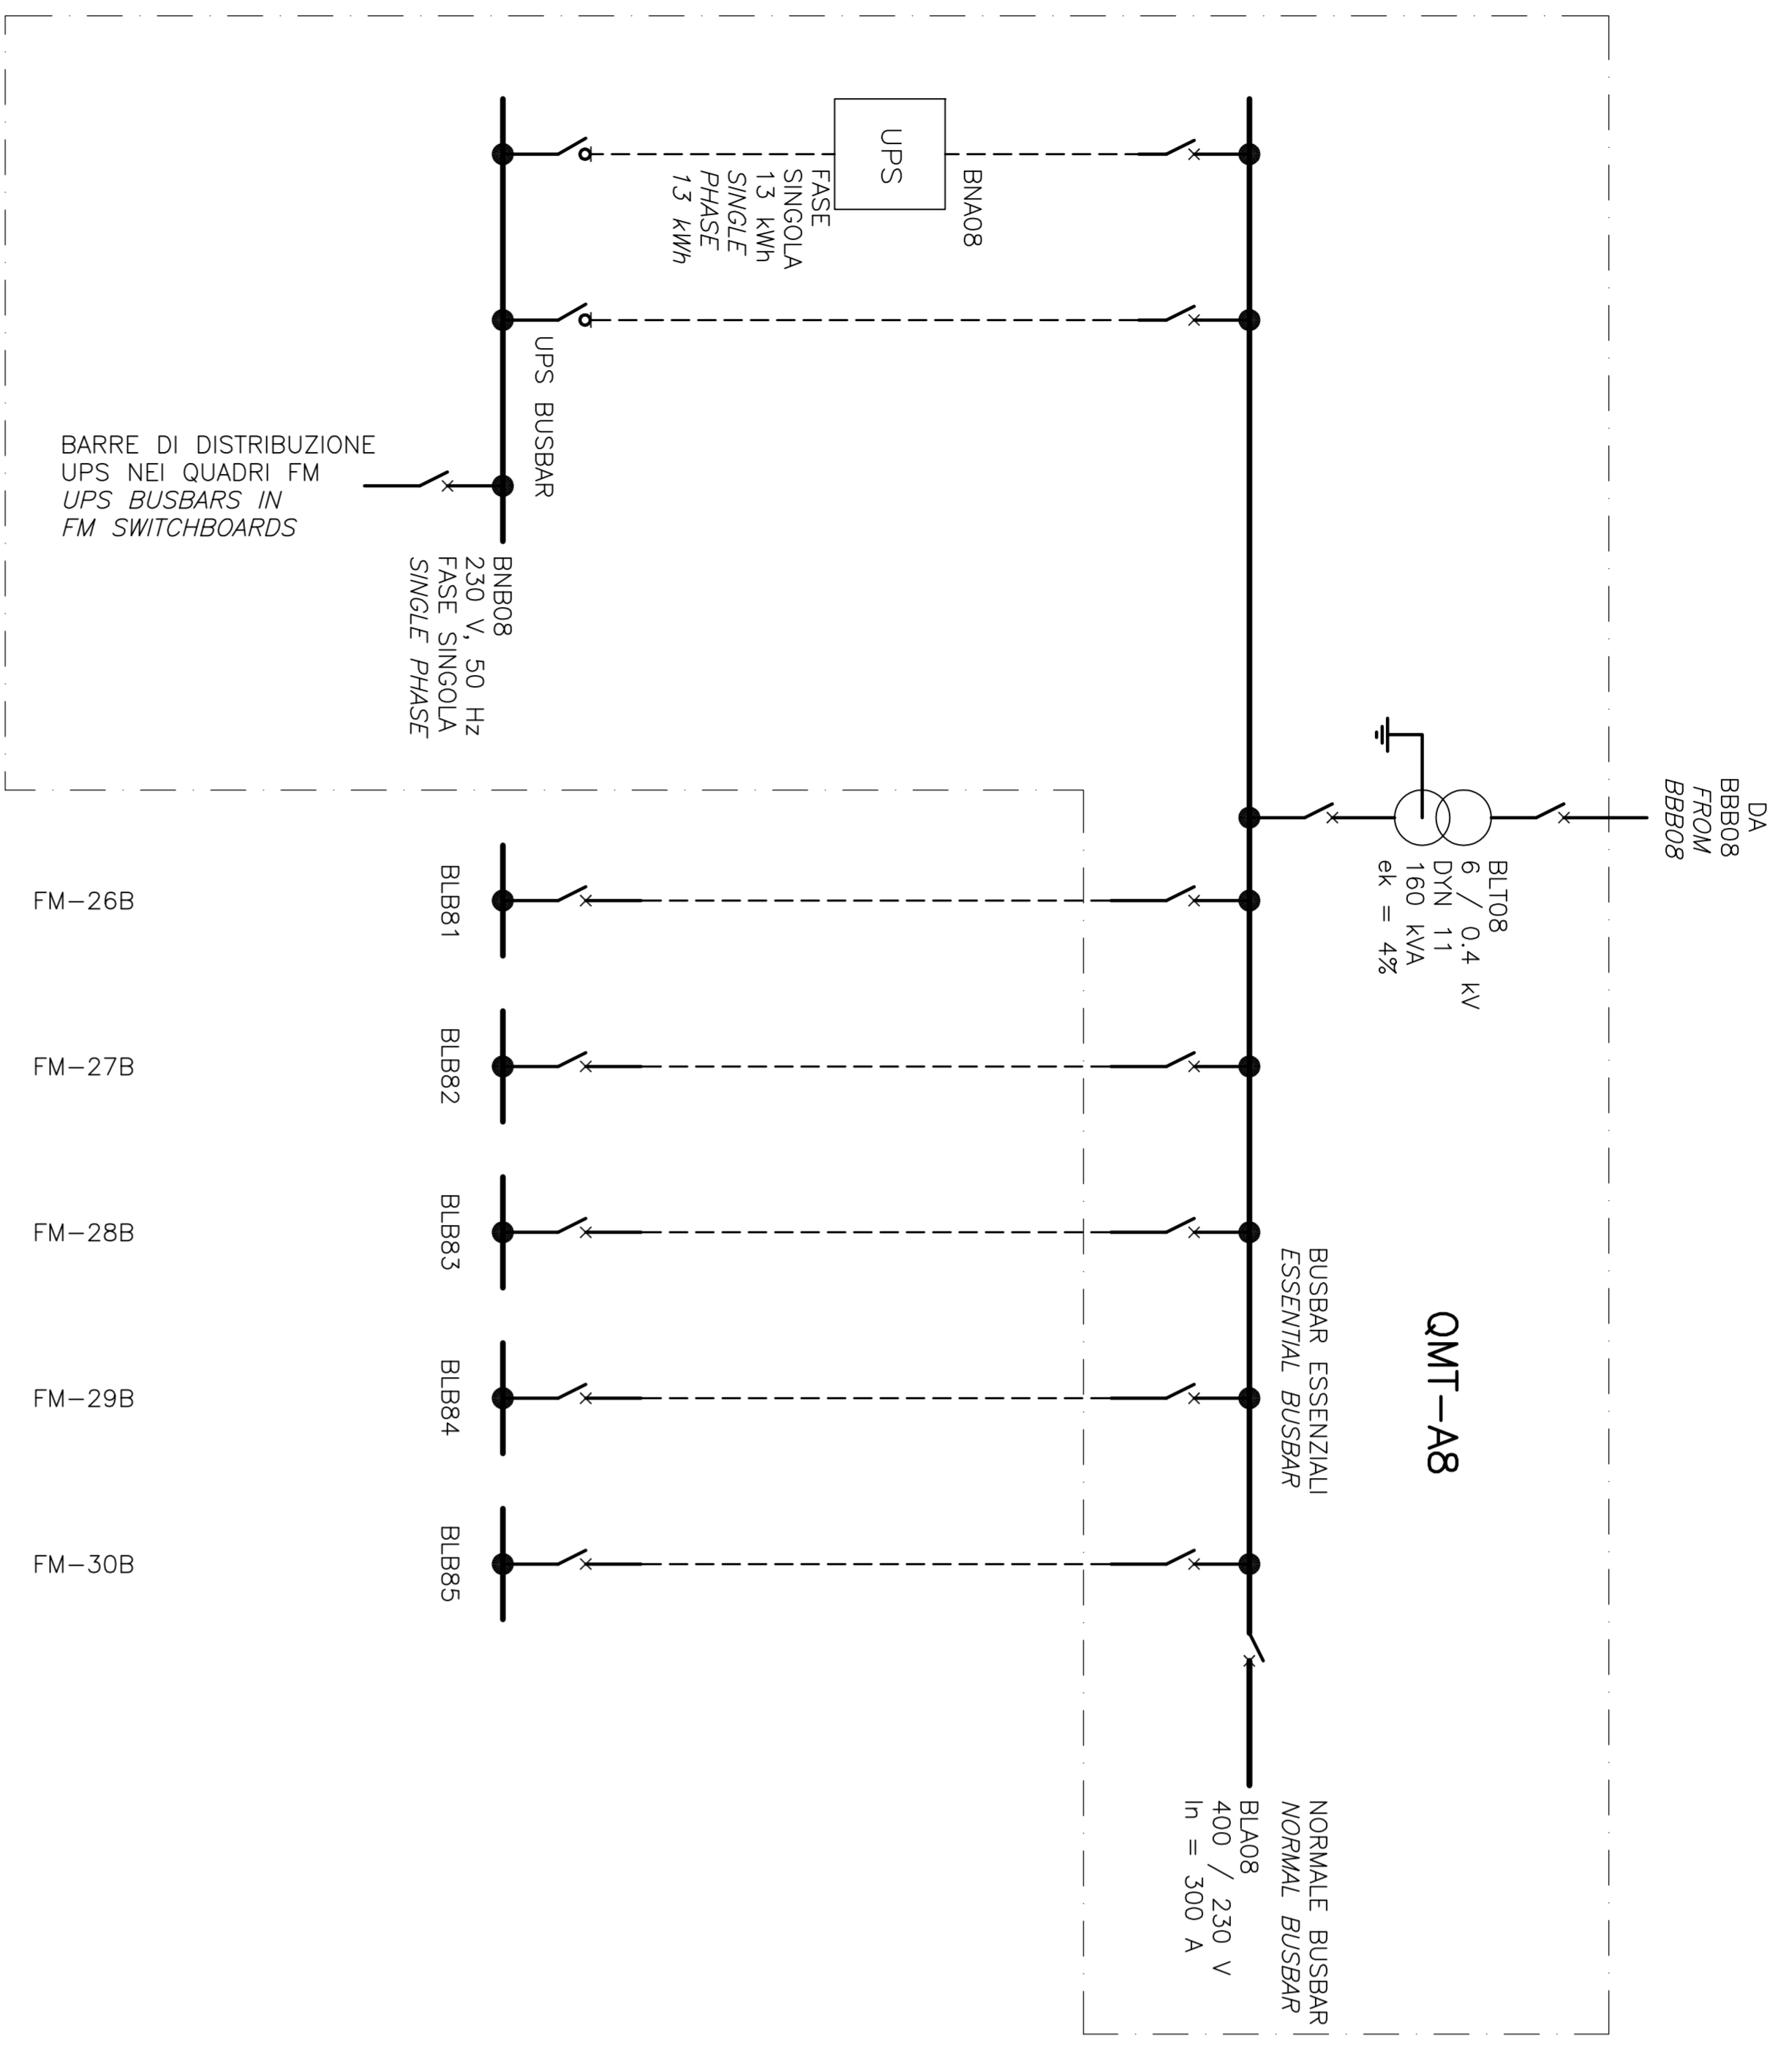 DA
BBB08
FROM
BBB08
BLT08
6 / 0.4 kV
DYN 11
160 kVA
ek = 4%
QMT-A8
BUSBAR ESSENZIALI
ESSENTIAL BUSBAR
NORMALE BUSBAR
NORMAL BUSBAR
BLA08
400 / 230 V
In = 300 A
BNA08
UPS
FASE
SINGOLA
13 kWh
SINGLE
PHASE
13 kWh
UPS BUSBAR
BNB08
230 V, 50 Hz
FASE SINGOLA
SINGLE PHASE
BARRE DI DISTRIBUZIONE
UPS NEI QUADRI FM
UPS BUSBARS IN
FM SWITCHBOARDS
BLB81
BLB82
BLB83
BLB84
BLB85
FM-26B
FM-27B
FM-28B
FM-29B
FM-30B